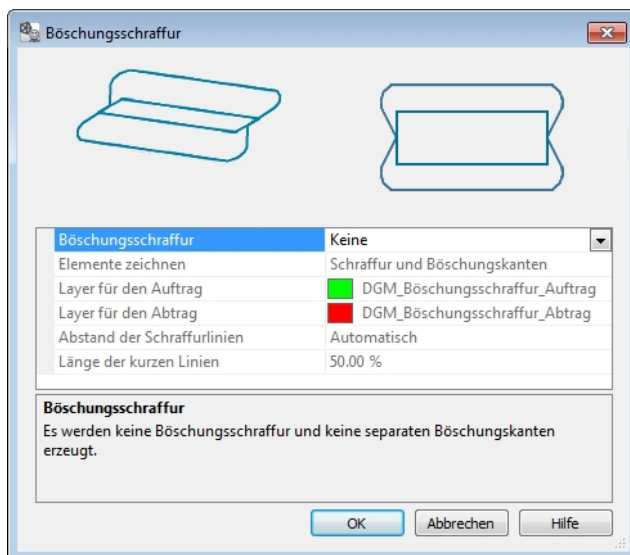 Böschungsschraffur
Böschungsschraffur Keine
Elemente zeichnen Schraffur und Böschungskanten
Layer für den Auftrag DGM_Böschungsschraffur_Auftrag
Layer für den Abtrag DGM_Böschungsschraffur_Abtrag
Abstand der Schraffurlinien Automatisch
Länge der kurzen Linien 50.00 %
Böschungsschraffur
Es werden keine Böschungsschraffur und keine separaten Böschungskanten
erzeugt.
OK Abbrechen Hilfe